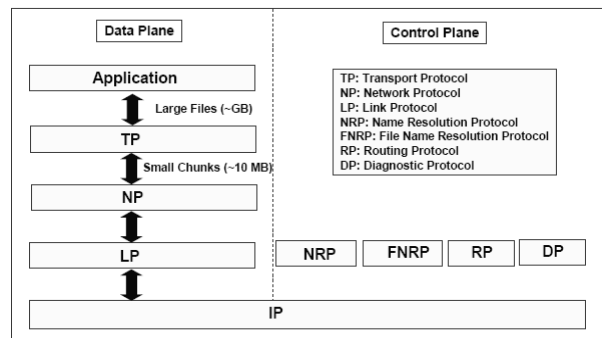 Data Plane
Control Plane
Application
Large Files (~GB)
TP
Small Chunks (~10 MB)
NP
LP
TP: Transport Protocol
NP: Network Protocol
LP: Link Protocol
NRP: Name Resolution Protocol
FNRP: File Name Resolution Protocol
RP: Routing Protocol
DP: Diagnostic Protocol
NRP
FNRP
RP
DP
IP